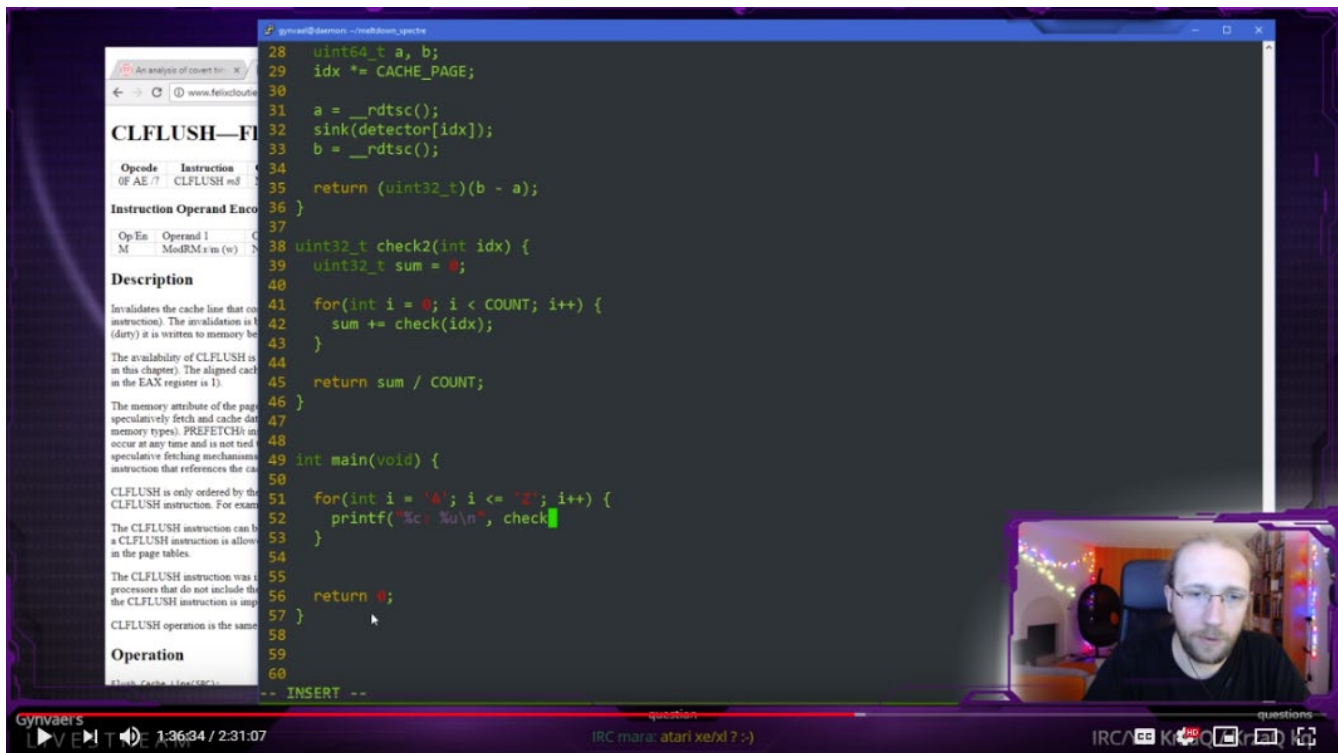 gynvael@daemon: ~/meltdown_spectre
An analysis of covert tim
www.felixcloutie
CLFLUSH—Fl
Opcode Instruction
0F AE /7 CLFLUSH m8
Instruction Operand Enco
Op/En Operand 1
M ModRM:r/m (w)
Description
Invalidates the cache line that co
instruction). The invalidation is b
(dirty) it is written to memory be
The availability of CLFLUSH is
in this chapter). The aligned cach
in the EAX register is 1).
The memory attribute of the page
speculatively fetch and cache dat
memory types). PREFETCHh ins
occur at any time and is not tied t
speculative fetching mechanisms
instruction that references the cac
CLFLUSH is only ordered by the
CLFLUSH instruction. For exam
The CLFLUSH instruction can b
a CLFLUSH instruction is allow
in the page tables.
The CLFLUSH instruction was i
processors that do not include the
the CLFLUSH instruction is imp
CLFLUSH operation is the same
Operation
28 uint64_t a, b;
29 idx *= CACHE_PAGE;
30
31 a = __rdtsc();
32 sink(detector[idx]);
33 b = __rdtsc();
34
35 return (uint32_t)(b - a);
36 }
37
38 uint32_t check2(int idx) {
39 uint32_t sum = 0;
40
41 for(int i = 0; i < COUNT; i++) {
42 sum += check(idx);
43 }
44
45 return sum / COUNT;
46 }
47
48
49 int main(void) {
50
51 for(int i = 'A'; i <= 'Z'; i++) {
52 printf("%c: %u\n", check
53 }
54
55
56 return 0;
57 }
58
59
60
-- INSERT --
Gynvael's
LIVESTREAM
1:36:34 / 2:31:07
question
IRC mara: atari xe/xl ? :-)
questions
HD